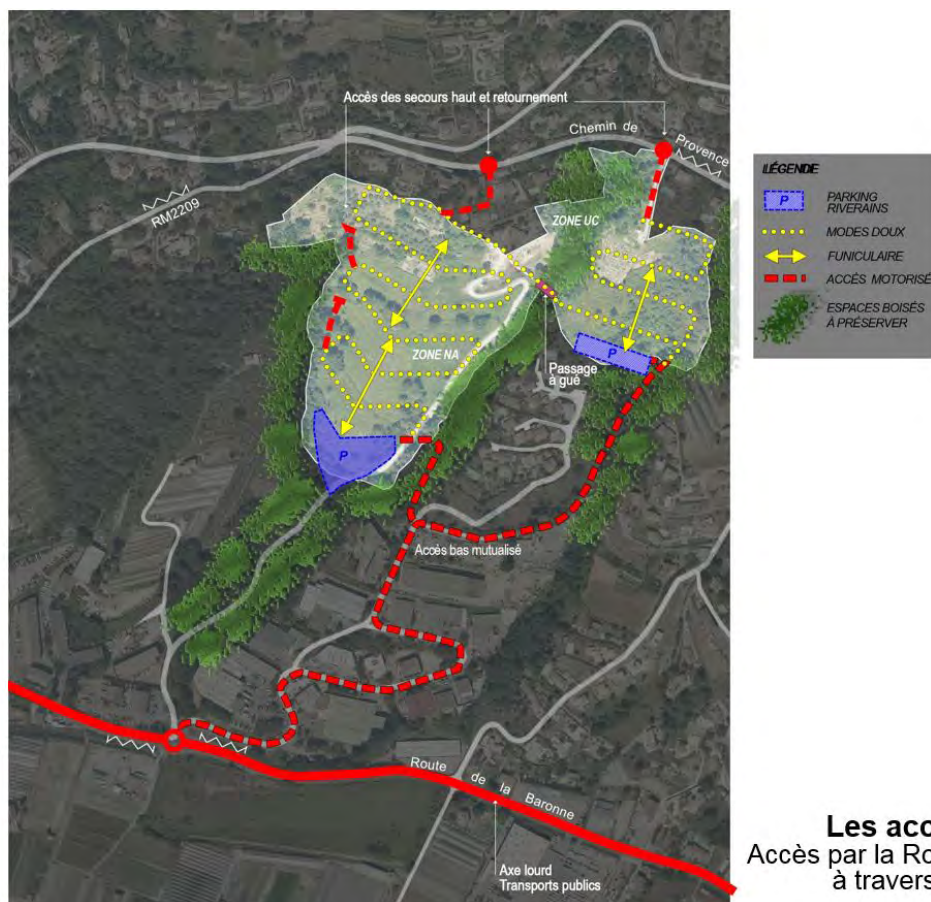 Accès des secours haut et retournement
Chemin de Provence
RM2209
ZONE UC
ZONE NA
P
Passage
à gué
P
Accès bas mutualisé
Route de la Baronne
Axe lourd
Transports publics
LÉGENDE
P
PARKING
RIVERAINS
MODES DOUX
FUNICULAIRE
ACCÉS MOTORISÉ
ESPACES BOISÉS
À PRÉSERVER
Les acc
Accès par la Ro
à travers